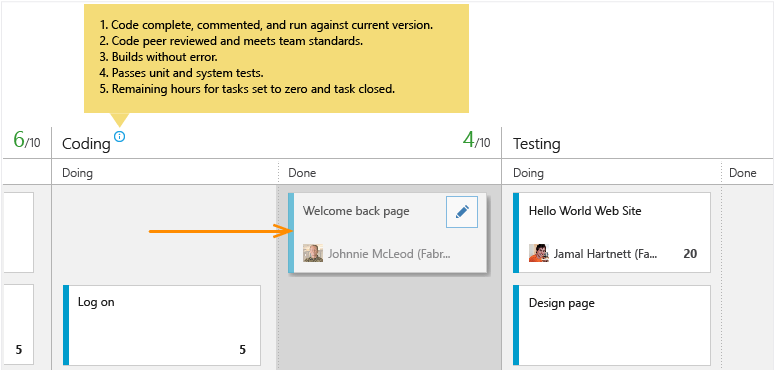 1. Code complete, commented, and run against current version.
2. Code peer reviewed and meets team standards.
3. Builds without error.
4. Passes unit and system tests.
5. Remaining hours for tasks set to zero and task closed.
6/10
Coding
4/10
Testing
Doing
Done
Doing
Done
Welcome back page
Johnnie McLeod (Fabr...
Hello World Web Site
Jamal Hartnett (Fa...
20
5
Log on
5
Design page